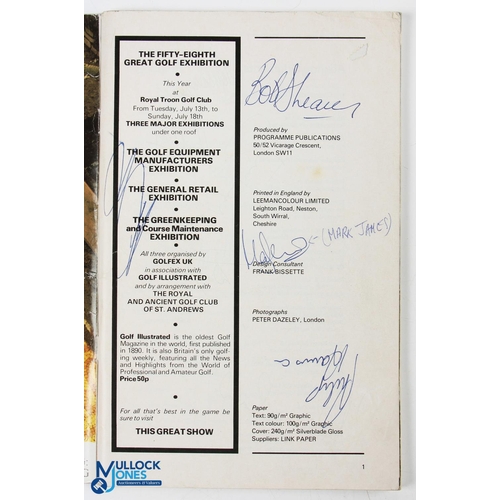 THE FIFTY-EIGHTH
GREAT GOLF EXHIBITION
This Year
at
Royal Troon Golf Club
From Tuesday, July 13th to
Sunday, July 18th
THREE MAJOR EXHIBITIONS
under one roof
THE GOLF EQUIPMENT
MANUFACTURERS
EXHIBITION
THE GENERAL RETAIL
EXHIBITION
THE GREENKEEPING
and Course Maintenance
EXHIBITION
All three organised by
GOLFEX UK
in association with
GOLF ILLUSTRATED
and by arrangement with
THE ROYAL
AND ANCIENT GOLF CLUB
OF ST. ANDREWS
Golf Illustrated is the oldest Golf
Magazine in the world, first published
in 1890. It is also Britain's only golf-
ing weekly, featuring all the News
and Highlights from the World of
Professional and Amateur Golf.
Price 50p
For all that's best in the game be
sure to visit
THIS GREAT SHOW
Bob Shearer
Produced by
PROGRAMME PUBLICATIONS
50/52 Vicarage Crescent,
London SW11
Printed in England by
LEEMANCOLOUR LIMITED
Leighton Road, Neston,
South Wirral,
Cheshire
(MARK JAMES)
Design Consultant
FRANK BISSETTE
Photographs
PETER DAZELEY, London
Paper
Text: 90g/m² Graphic
Text colour: 100g/m² Graphic
Cover: 240g/m² Silverblade Gloss
Suppliers: LINK PAPER
1
MULLOCK
JONES
Auctioneers & Valuers